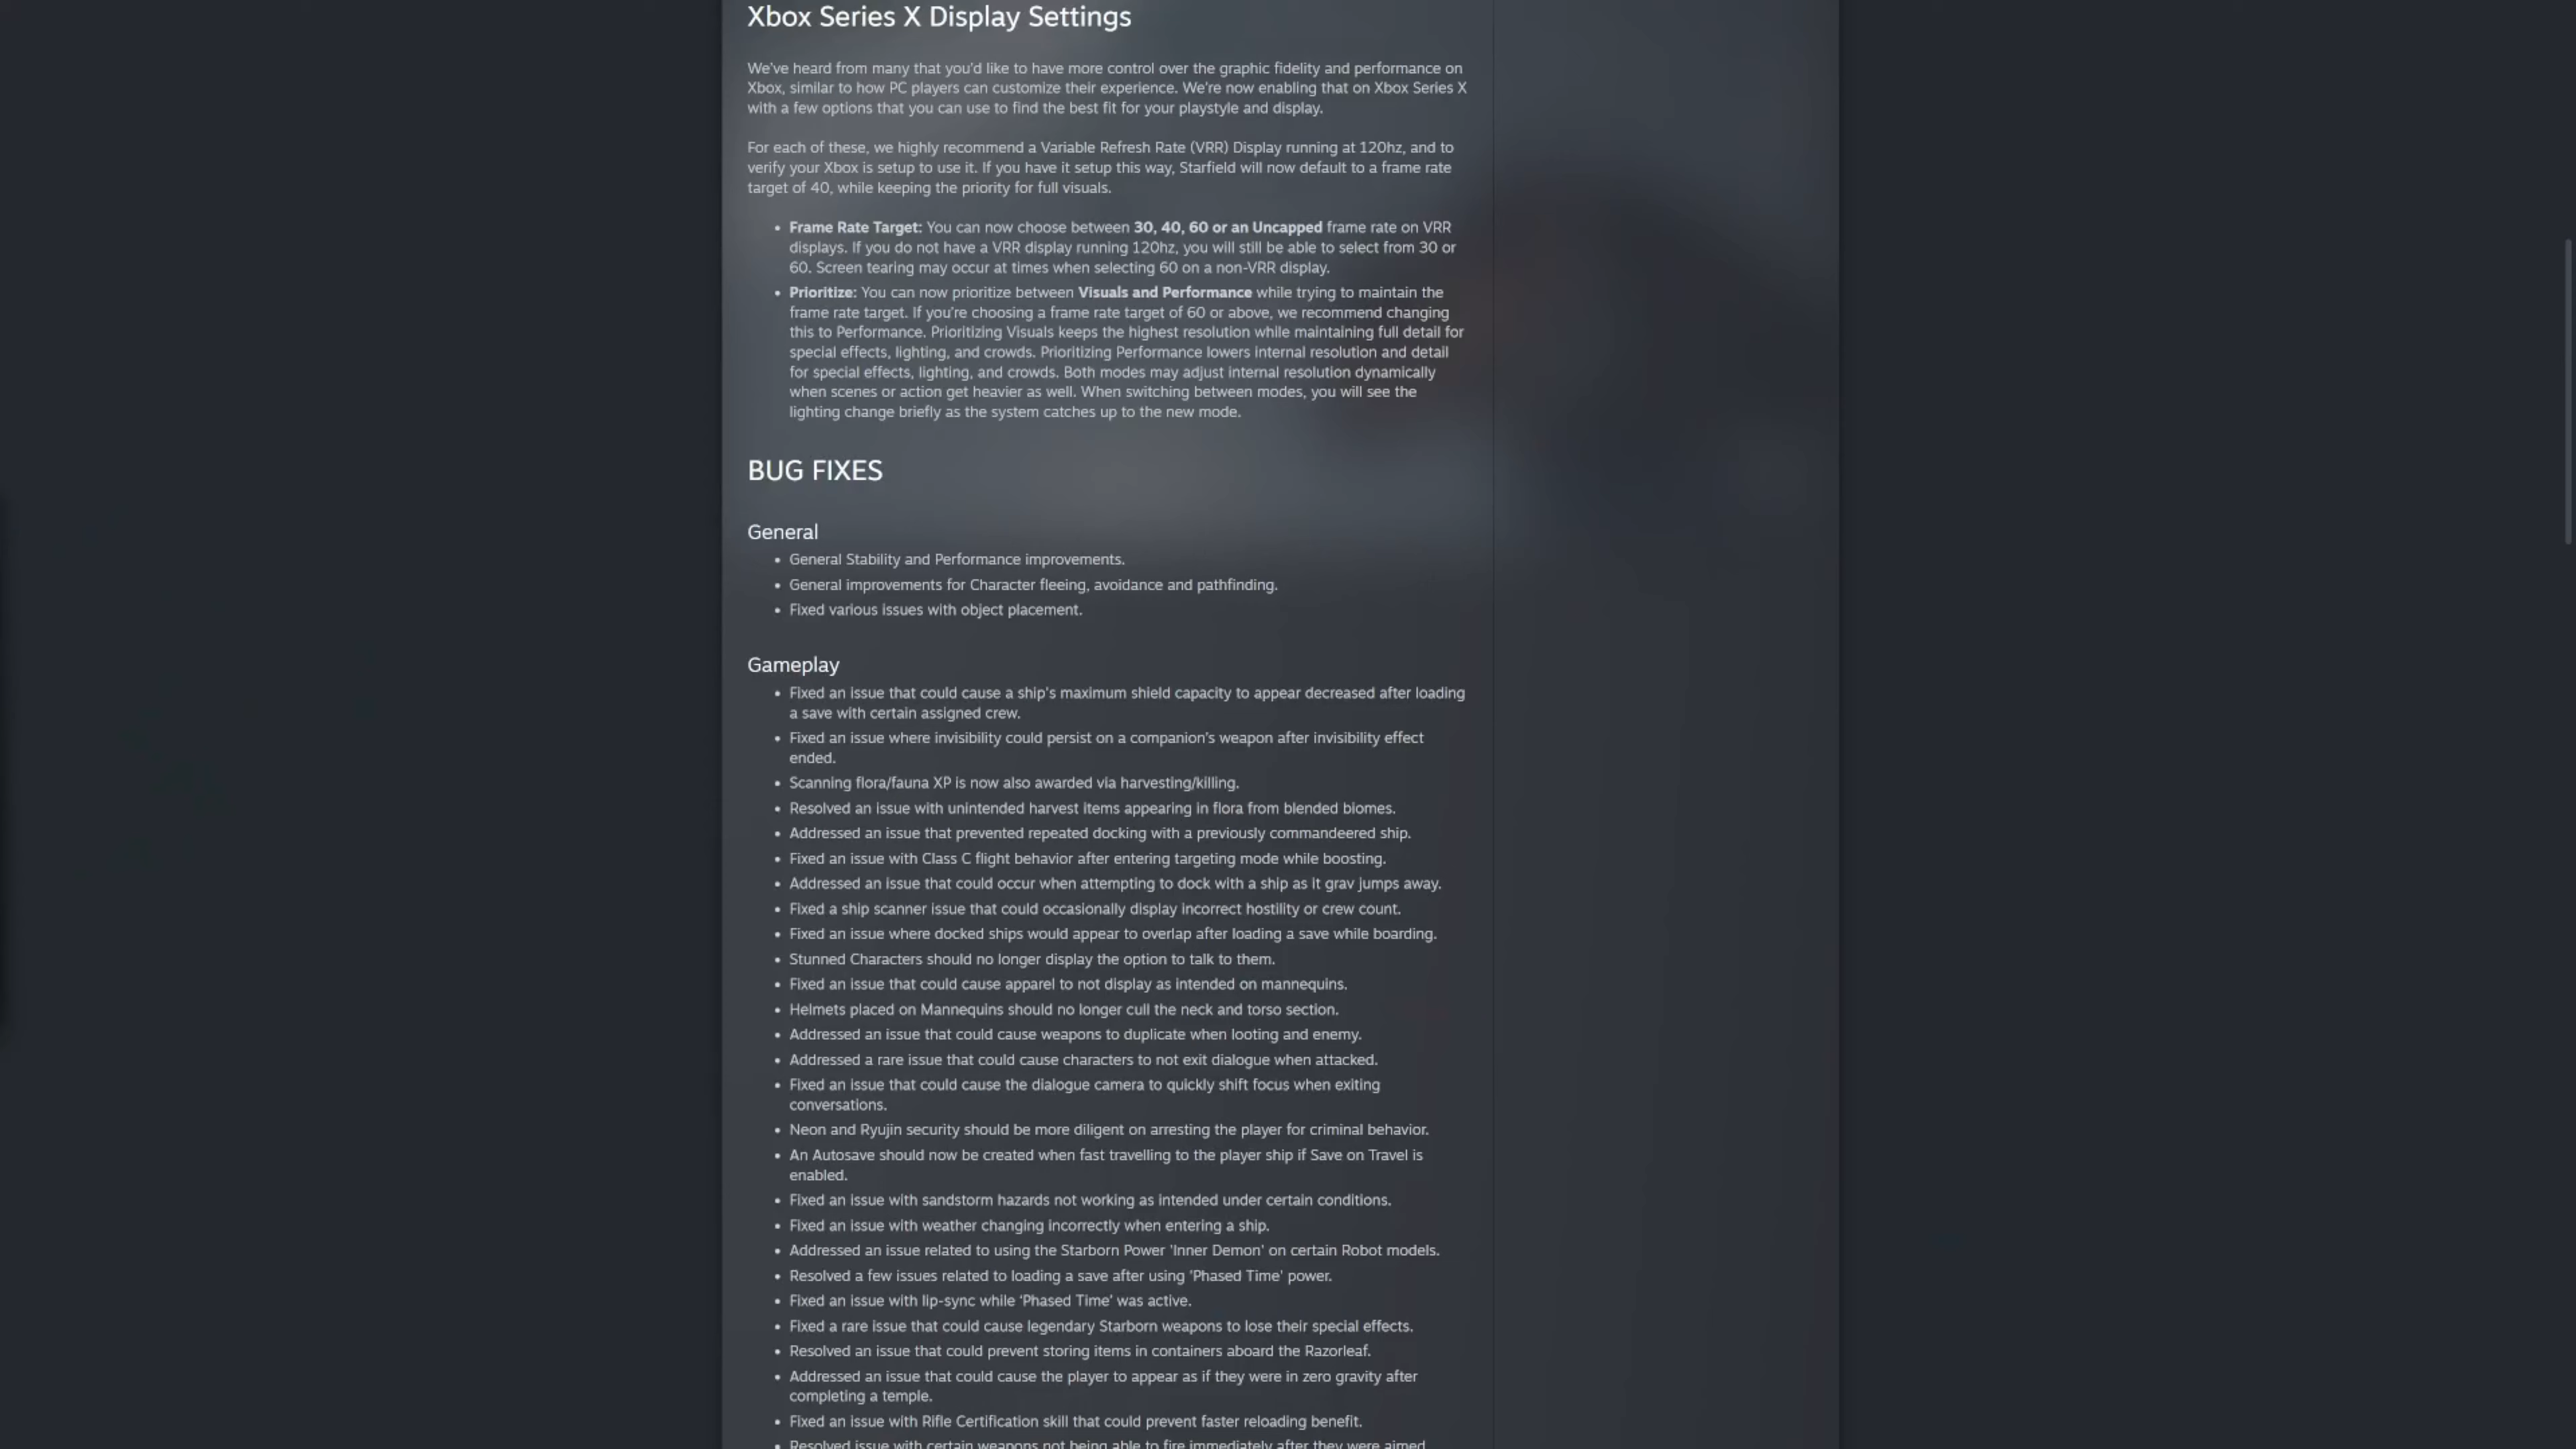 Xbox Series X Display Settings
We've heard from many that you'd like to have more control over the graphic fidelity and performance on
Xbox, similar to how PC players can customize their experience. We're now enabling that on Xbox Series X
with a few options that you can use to find the best fit for your playstyle and display.
For each of these, we highly recommend a Variable Refresh Rate (VRR) Display running at 120hz, and to
verify your Xbox is setup to use it. If you have it setup this way, Starfield will now default to a frame rate
target of 40, while keeping the priority for full visuals.
• Frame Rate Target: You can now choose between 30, 40, 60 or an Uncapped frame rate on VRR
displays. If you do not have a VRR display running 120hz, you will still be able to select from 30 or
60. Screen tearing may occur at times when selecting 60 on a non-VRR display.
• Prioritize: You can now prioritize between Visuals and Performance while trying to maintain the
frame rate target. If you're choosing a frame rate target of 60 or above, we recommend changing
this to Performance. Prioritizing Visuals keeps the highest resolution while maintaining full detail for
special effects, lighting, and crowds. Prioritizing Performance lowers internal resolution and detail
for special effects, lighting, and crowds. Both modes may adjust internal resolution dynamically
when scenes or action get heavier as well. When switching between modes, you will see the
lighting change briefly as the system catches up to the new mode.
BUG FIXES
General
• General Stability and Performance improvements.
• General improvements for Character fleeing, avoidance and pathfinding.
• Fixed various issues with object placement.
Gameplay
• Fixed an issue that could cause a ship's maximum shield capacity to appear decreased after loading
a save with certain assigned crew.
• Fixed an issue where invisibility could persist on a companion's weapon after invisibility effect
ended.
• Scanning flora/fauna XP is now also awarded via harvesting/killing.
• Resolved an issue with unintended harvest items appearing in flora from blended biomes.
• Addressed an issue that prevented repeated docking with a previously commandeered ship.
• Fixed an issue with Class C flight behavior after entering targeting mode while boosting.
• Addressed an issue that could occur when attempting to dock with a ship as it grav jumps away.
• Fixed a ship scanner issue that could occasionally display incorrect hostility or crew count.
• Fixed an issue where docked ships would appear to overlap after loading a save while boarding.
• Stunned Characters should no longer display the option to talk to them.
• Fixed an issue that could cause apparel to not display as intended on mannequins.
• Helmets placed on Mannequins should no longer cull the neck and torso section.
• Addressed an issue that could cause weapons to duplicate when looting and enemy.
• Addressed a rare issue that could cause characters to not exit dialogue when attacked.
• Fixed an issue that could cause the dialogue camera to quickly shift focus when exiting
conversations.
• Neon and Ryujin security should be more diligent on arresting the player for criminal behavior.
• An Autosave should now be created when fast travelling to the player ship if Save on Travel is
enabled.
• Fixed an issue with sandstorm hazards not working as intended under certain conditions.
• Fixed an issue with weather changing incorrectly when entering a ship.
• Addressed an issue related to using the Starborn Power 'Inner Demon' on certain Robot models.
• Resolved a few issues related to loading a save after using 'Phased Time' power.
• Fixed an issue with lip-sync while 'Phased Time' was active.
• Fixed a rare issue that could cause legendary Starborn weapons to lose their special effects.
• Resolved an issue that could prevent storing items in containers aboard the Razorleaf.
• Addressed an issue that could cause the player to appear as if they were in zero gravity after
completing a temple.
• Fixed an issue with Rifle Certification skill that could prevent faster reloading benefit.
• Resolved issue with certain weapons not being able to fire immediately after they were aimed